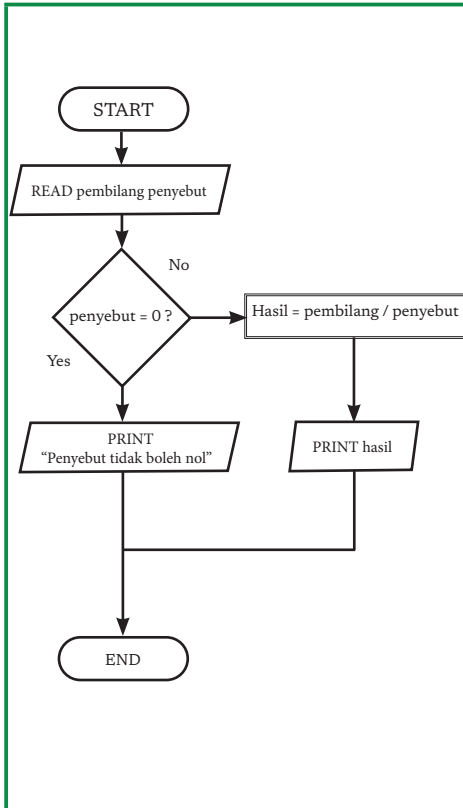 START
READ pembilang penyebut
No
penyebut = 0 ?
Hasil = pembilang / penyebut
Yes
PRINT
“Penyebut tidak boleh nol”
PRINT hasil
END